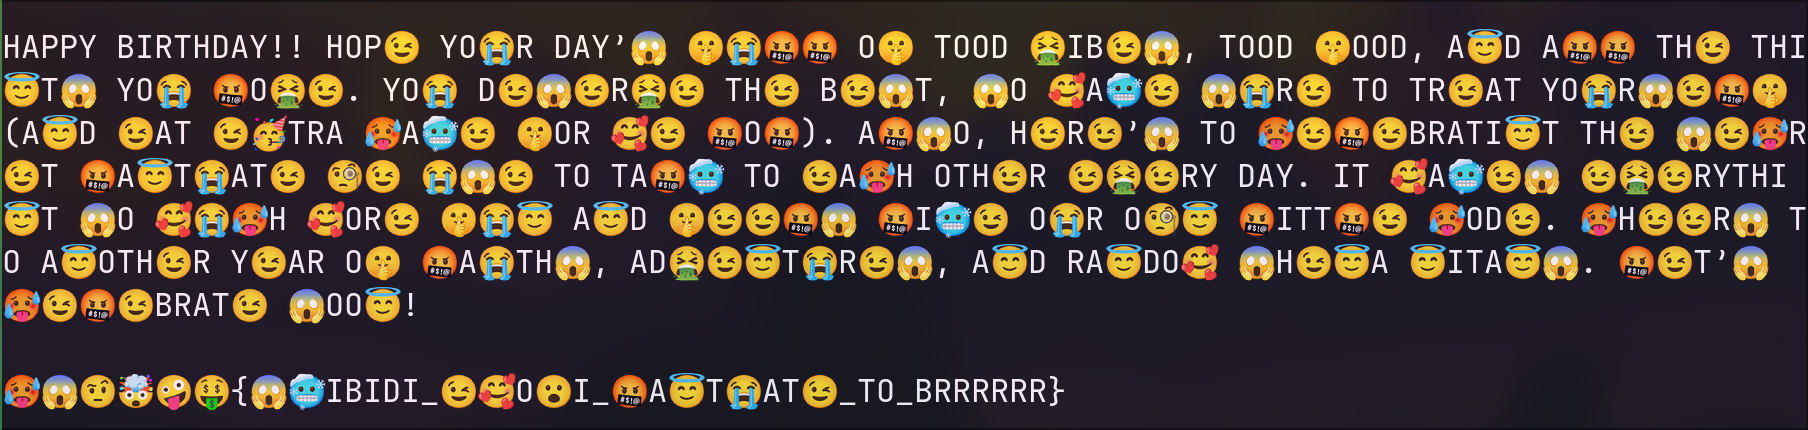 HAPPY BIRTHDAY!! HOP😉 YO😭R DAY’😱 🤫😭🤬🤬 O🤫 TOOD 🤮IB😉😱, TOOD 🤫OOD, A😇D A🤬🤬 TH😉 THI
😇T😱 YO😭 🤬O🤮😉. YO😭 D😉😱😉R🤮😉 TH😉 B😉😱T, 😱O 🥰A🥶😉 😱😭R😉 TO TR😉AT YO😭R😱😉🤬🤫
(A😇D 😉AT 😉🥳TRA 🥵A🥶😉 🤫OR 🥰😉 🤬O🤬). A🤬😱O, H😉R😉’😱 TO 🥵😉🤬😉BRATI😇T TH😉 😱😉🥵R
😉T 🤬A😇T😭AT😉 🧐😉 😭😱😉 TO TA🤬🥶 TO 😉A🥵H OTH😉R 😉🤮😉RY DAY. IT 🥰A🥶😉😱 😉🤮😉RYTHI
😇T 😱O 🥰😭🥵H 🥰OR😉 🤫😭😇 A😇D 🤫😉😉🤬😱 🤬I🥶😉 O😭R O🧐😇 🤬ITT🤬😉 🥵OD😉. 🥵H😉😉R😱 T
O A😇OTH😉R Y😉AR O🤫 🤬A😭TH😱, AD🤮😉😇T😭R😉😱, A😇D RA😇DO🥰 😱H😉😇A 😇ITA😇😱. 🤬😉T’😱
🥵😉🤬😉BRAT😉 😱OO😇!
🥵😱🤨🤯🤪🤑{😱🥶IBIDI_😉🥰O😮I_🤬A😇T😭AT😉_TO_BRRRRRR}